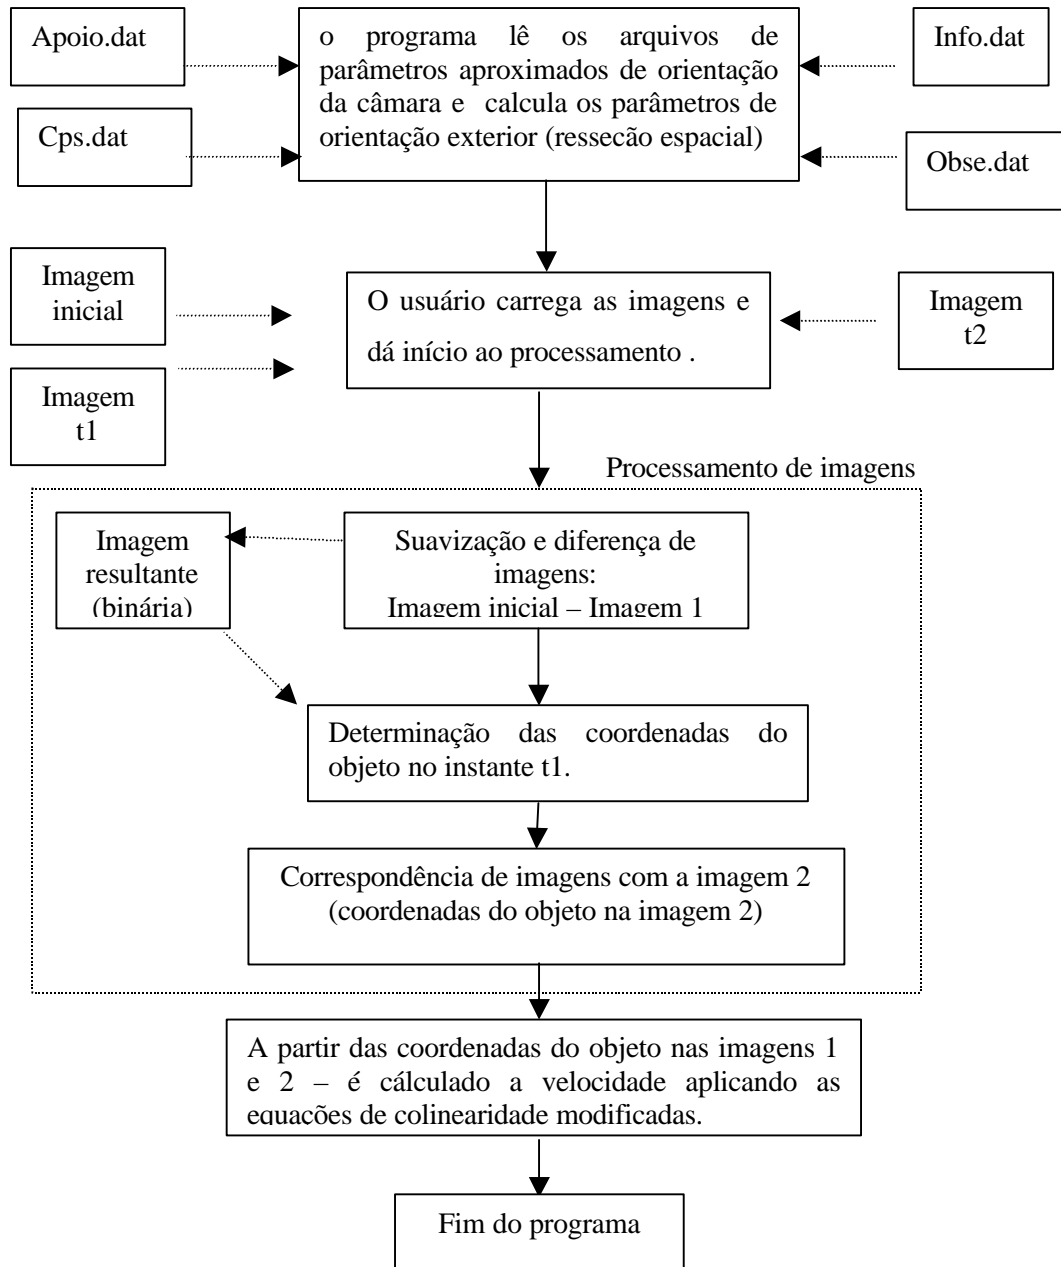 Apoio.dat
o programa lê os arquivos de
parâmetros aproximados de orientação
da câmara e calcula os parâmetros de
orientação exterior (ressecão espacial)
Info.dat
Cps.dat
Obse.dat
Imagem
inicial
O usuário carrega as imagens e
dá início ao processamento .
Imagem
t2
Imagem
t1
Processamento de imagens
Imagem
resultante
(binária)
Suavização e diferença de
imagens:
Imagem inicial – Imagem 1
Determinação das coordenadas do
objeto no instante t1.
Correspondência de imagens com a imagem 2
(coordenadas do objeto na imagem 2)
A partir das coordenadas do objeto nas imagens 1
e 2 – é cálculado a velocidade aplicando as
equações de colinearidade modificadas.
Fim do programa